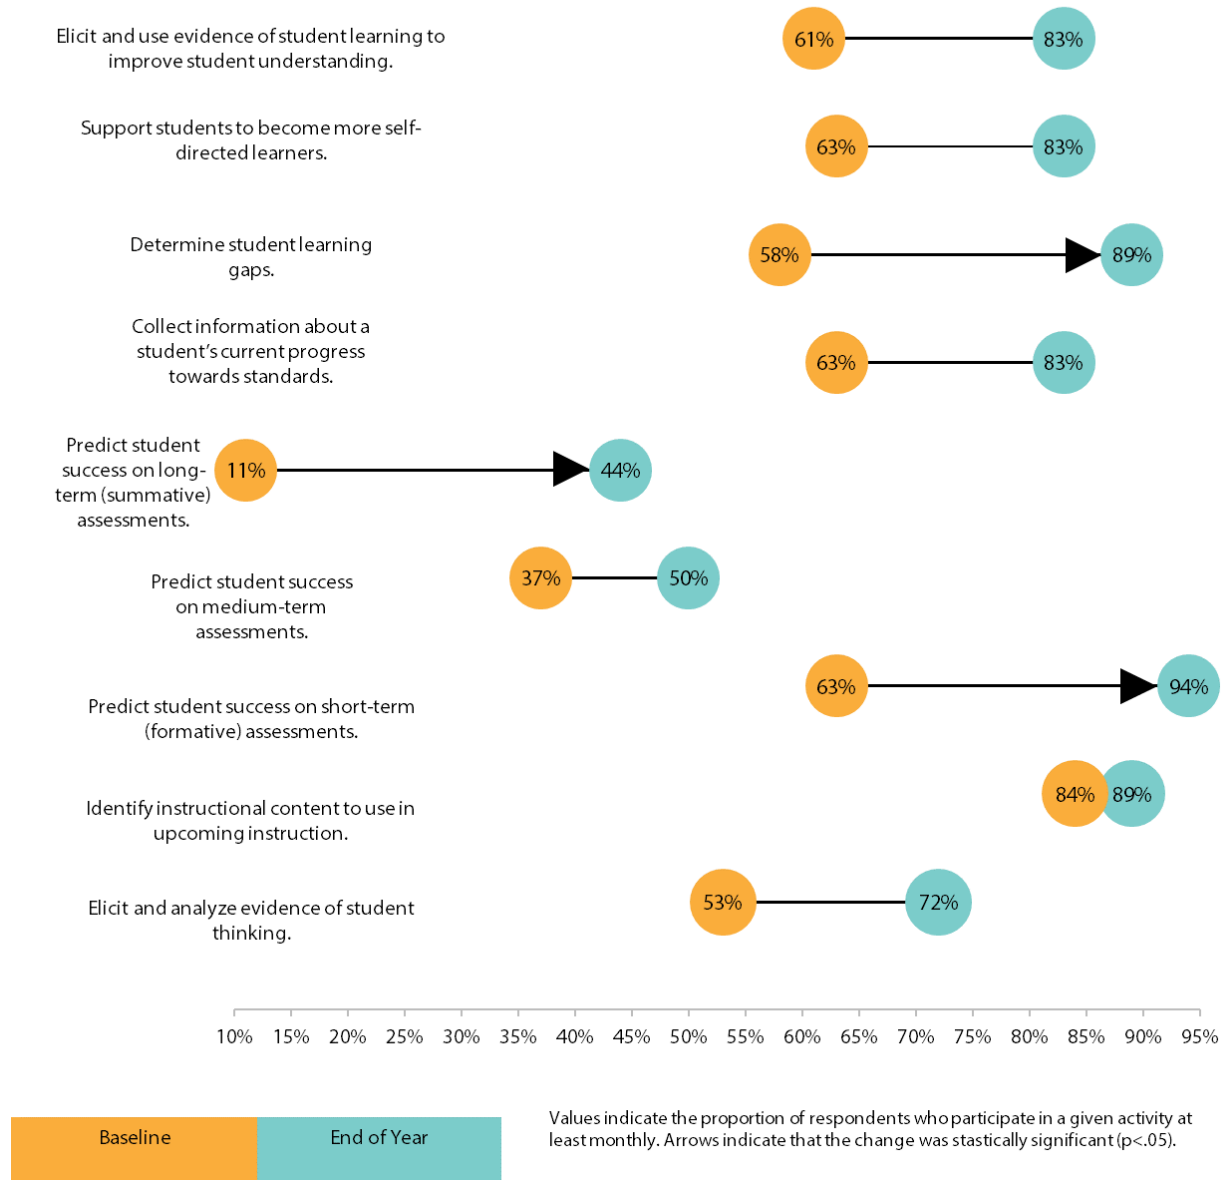 Elicit and use evidence of student learning to
improve student understanding.
61%
83%
Support students to become more self-
directed learners.
63%
83%
Determine student learning
gaps.
58%
89%
Collect information about a
student’s current progress
towards standards.
63%
83%
Predict student
success on long-
term (summative)
assessments.
11%
44%
Predict student success
on medium-term
assessments.
37%
50%
Predict student success on short-term
(formative) assessments.
63%
94%
Identify instructional content to use in
upcoming instruction.
84%
89%
Elicit and analyze evidence of student
thinking.
53%
72%
10% 15% 20% 25% 30% 35% 40% 45% 50% 55% 60% 65% 70% 75% 80% 85% 90% 95%
Baseline
End of Year
Values indicate the proportion of respondents who participate in a given activity at
least monthly. Arrows indicate that the change was stastically significant (p<.05).